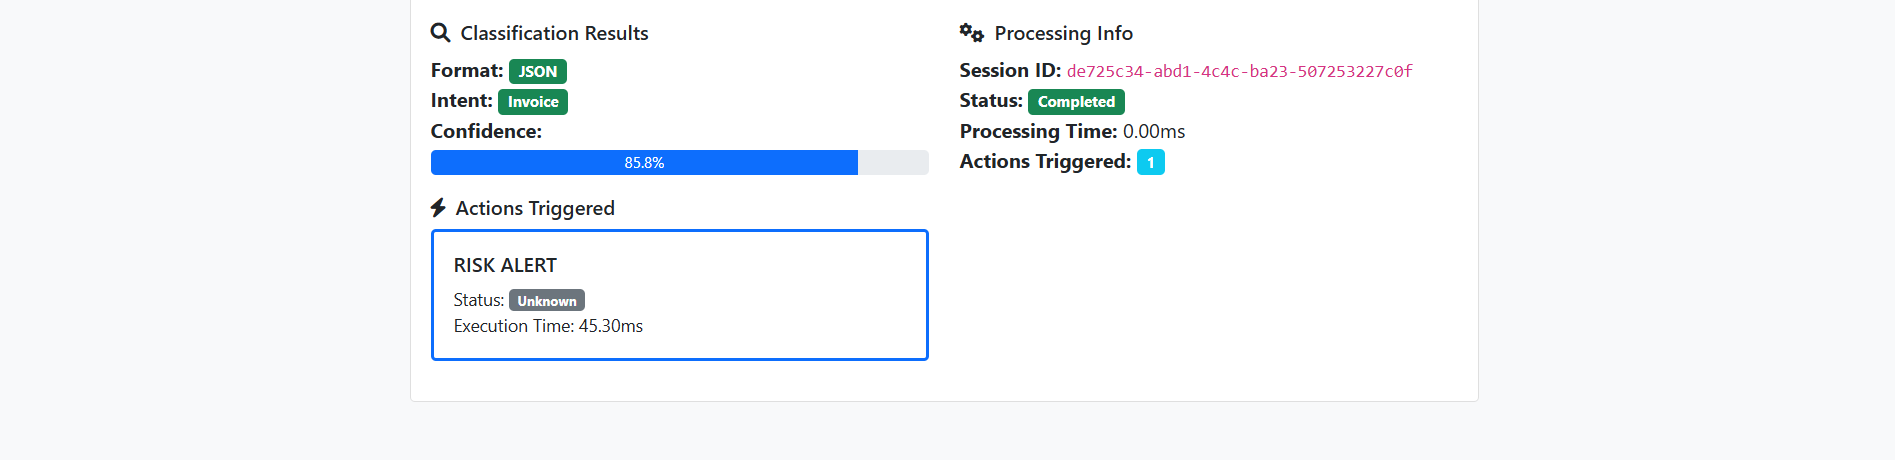 Classification Results
Format: JSON
Intent: Invoice
Confidence:
85.8%
Actions Triggered
RISK ALERT
Status: Unknown
Execution Time: 45.30ms
Processing Info
Session ID: de725c34-abd1-4c4c-ba23-507253227c0f
Status: Completed
Processing Time: 0.00ms
Actions Triggered: 1